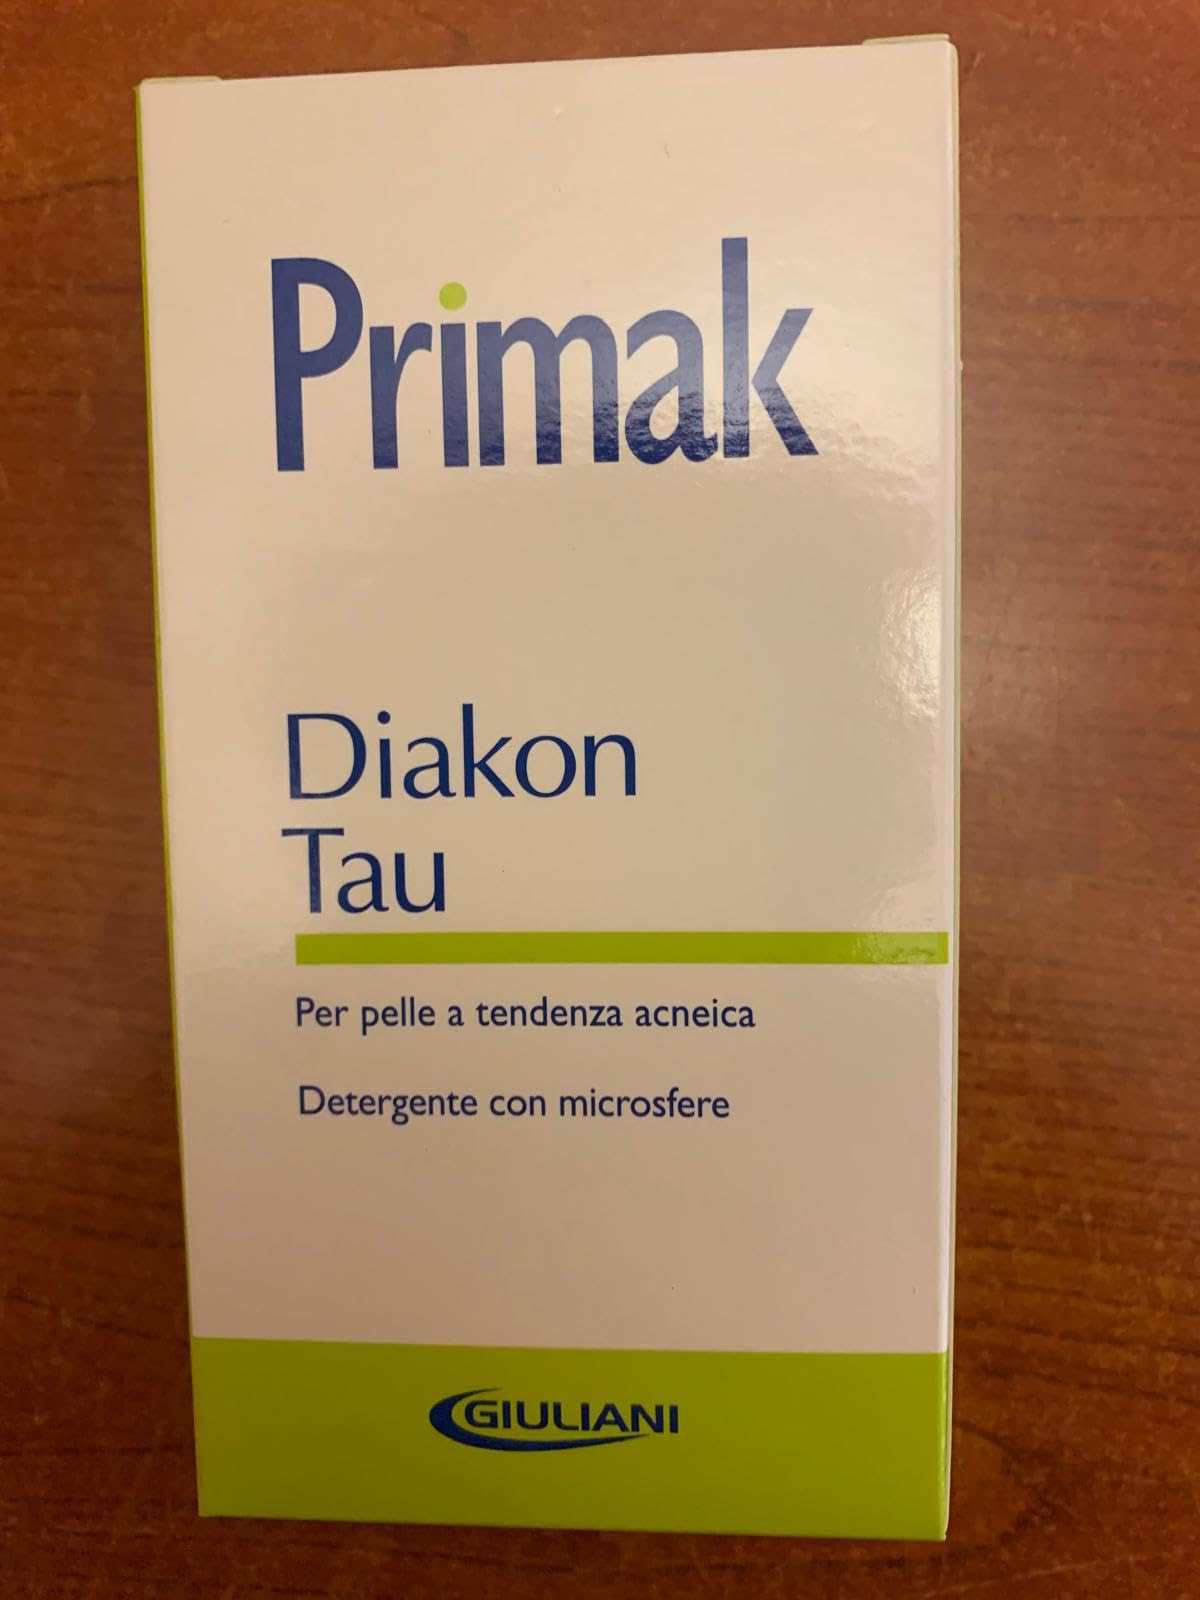 Primak
Diakon
Tau
Per pelle a tendenza acneica
Detergente con microsfere
GIULIANI